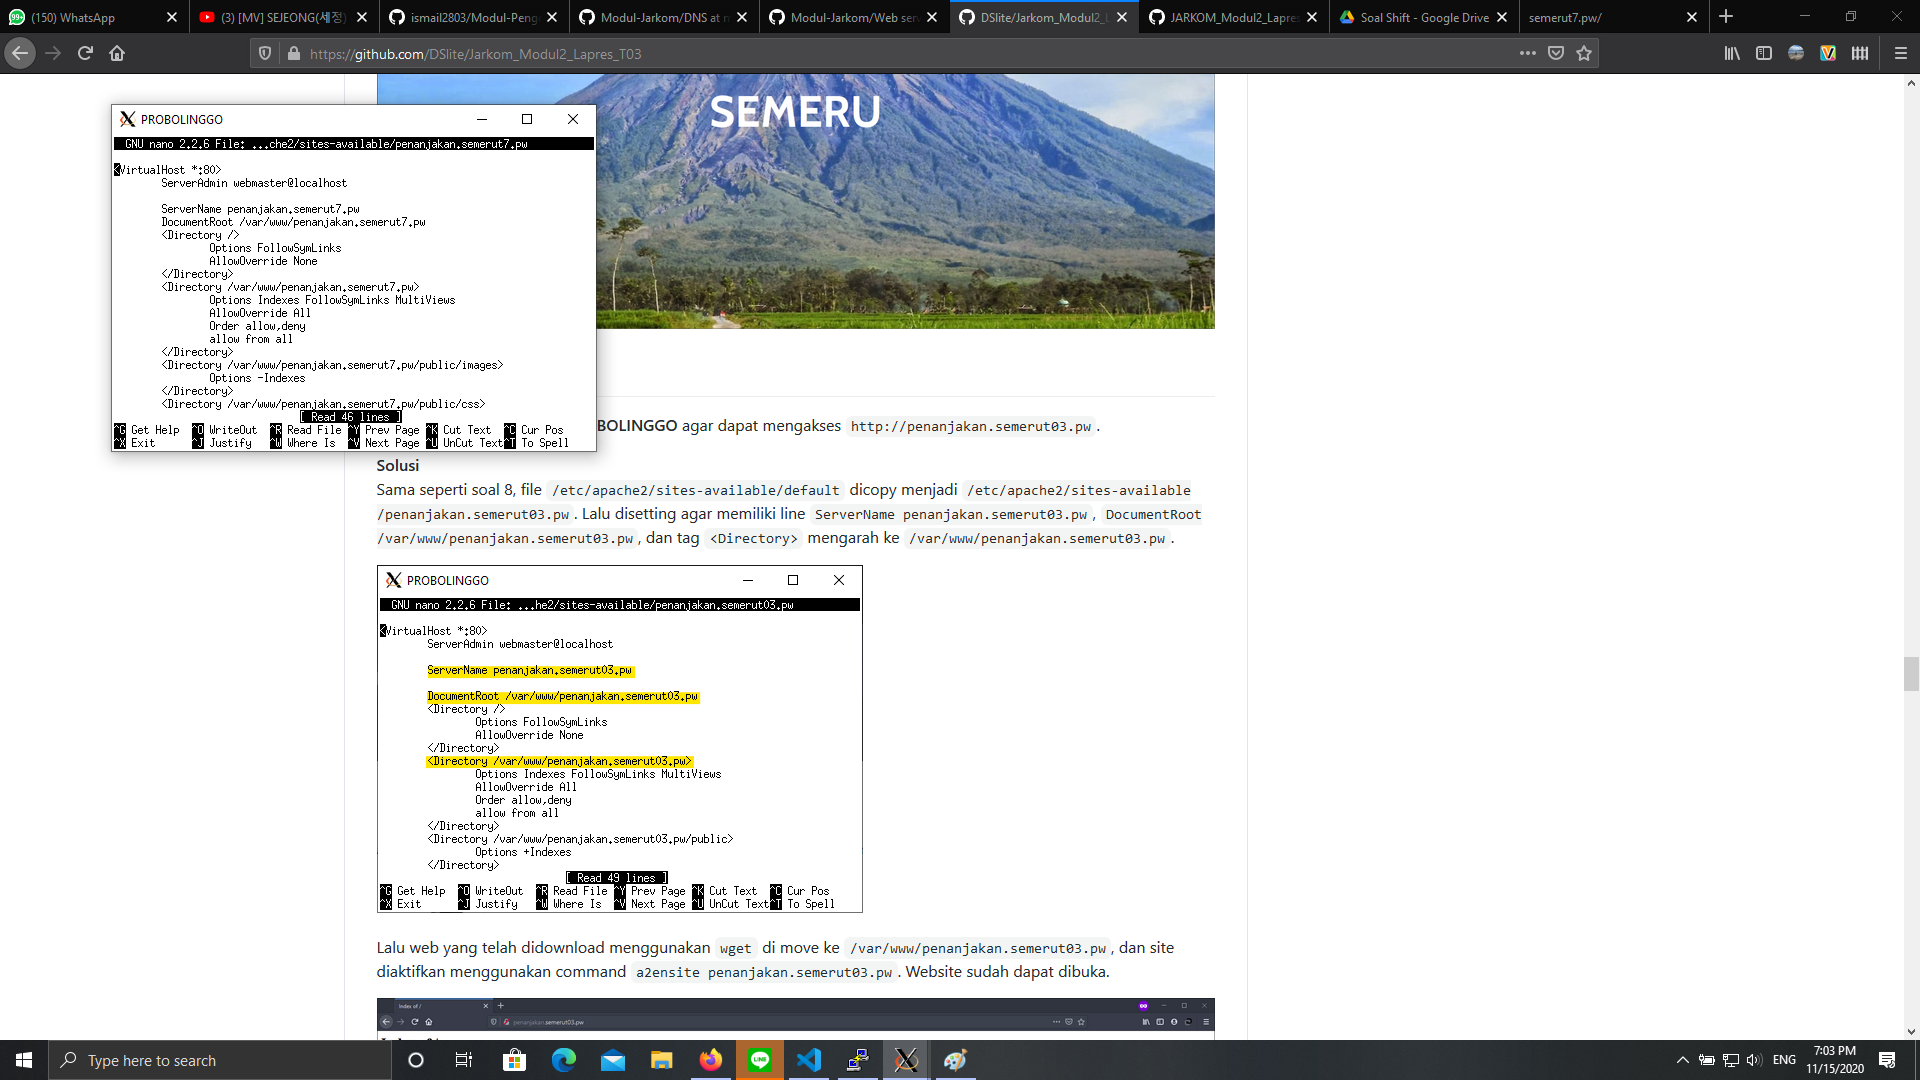 (150) WhatsApp
(3) [MV] SEJEONG(세정)
ismail2803/Modul-Peng
Modul-Jarkom/DNS at m
Modul-Jarkom/Web serv
DSlite/Jarkom_Modul2_L
JARKOM_Modul2_Lapres
Soal Shift - Google Drive
semerut7.pw/
https://github.com/DSlite/Jarkom_Modul2_Lapres_T03
SEMERU
PROBOLINGGO
GNU nano 2.2.6 File: ...che2/sites-available/penanjakan.semerut7.pw
<VirtualHost *:80>
ServerAdmin webmaster@localhost
ServerName penanjakan.semerut7.pw
DocumentRoot /var/www/penanjakan.semerut7.pw
<Directory />
Options FollowSymLinks
AllowOverride None
</Directory>
<Directory /var/www/penanjakan.semerut7.pw>
Options Indexes FollowSymLinks MultiViews
AllowOverride All
Order allow,deny
allow from all
</Directory>
<Directory /var/www/penanjakan.semerut7.pw/public/images>
Options -Indexes
</Directory>
<Directory /var/www/penanjakan.semerut7.pw/public/css>
[ Read 46 lines ]
^G Get Help ^O WriteOut ^R Read File ^Y Prev Page ^K Cut Text ^C Cur Pos
^X Exit ^J Justify ^W Where Is ^V Next Page ^U UnCut Text ^T To Spell
BOLINGGO agar dapat mengakses http://penanjakan.semerut03.pw.
Solusi
Sama seperti soal 8, file /etc/apache2/sites-available/default dicopy menjadi /etc/apache2/sites-available
/penanjakan.semerut03.pw. Lalu disetting agar memiliki line ServerName penanjakan.semerut03.pw, DocumentRoot
/var/www/penanjakan.semerut03.pw, dan tag <Directory> mengarah ke /var/www/penanjakan.semerut03.pw.
PROBOLINGGO
GNU nano 2.2.6 File: ...he2/sites-available/penanjakan.semerut03.pw
<VirtualHost *:80>
ServerAdmin webmaster@localhost
ServerName penanjakan.semerut03.pw
DocumentRoot /var/www/penanjakan.semerut03.pw
<Directory />
Options FollowSymLinks
AllowOverride None
</Directory>
<Directory /var/www/penanjakan.semerut03.pw>
Options Indexes FollowSymLinks MultiViews
AllowOverride All
Order allow,deny
allow from all
</Directory>
<Directory /var/www/penanjakan.semerut03.pw/public>
Options +Indexes
</Directory>
[ Read 49 lines ]
^G Get Help ^O WriteOut ^R Read File ^Y Prev Page ^K Cut Text ^C Cur Pos
^X Exit ^J Justify ^W Where Is ^V Next Page ^U UnCut Text ^T To Spell
Lalu web yang telah didownload menggunakan wget di move ke /var/www/penanjakan.semerut03.pw, dan site
diaktifkan menggunakan command a2ensite penanjakan.semerut03.pw. Website sudah dapat dibuka.
Index of /
penanjakan.semerut03.pw
Type here to search
LINE
ENG
7:03 PM
11/15/2020